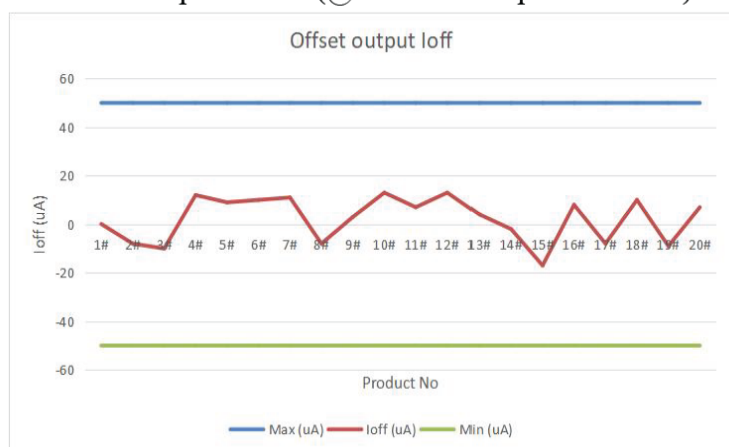 Offset output Ioff
60
40
20
0
-20
-40
-60
Ioff (uA)
1# 2# 3# 4# 5# 6# 7# 8# 9# 10# 11# 12# 13# 14# 15# 16# 17# 18# 19# 20#
Product No
Max (uA) Ioff (uA) Min (uA)